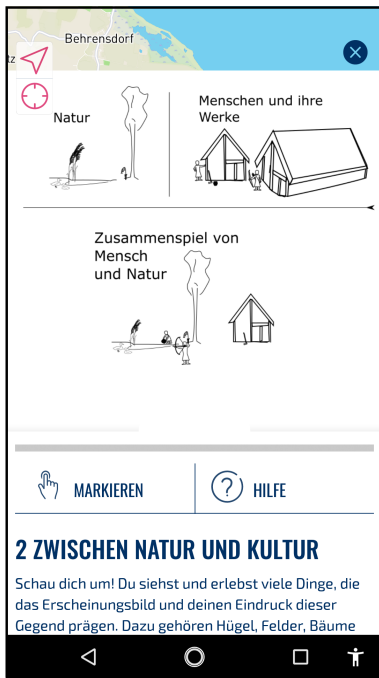 Behrensdorf
tz
Natur
Menschen und ihre
Werke
Zusammenspiel von
Mensch
und Natur
MARKIEREN
HILFE
2 ZWISCHEN NATUR UND KULTUR
Schau dich um! Du siehst und erlebst viele Dinge, die
das Erscheinungsbild und deinen Eindruck dieser
Gegend prägen. Dazu gehören Hügel, Felder, Bäume